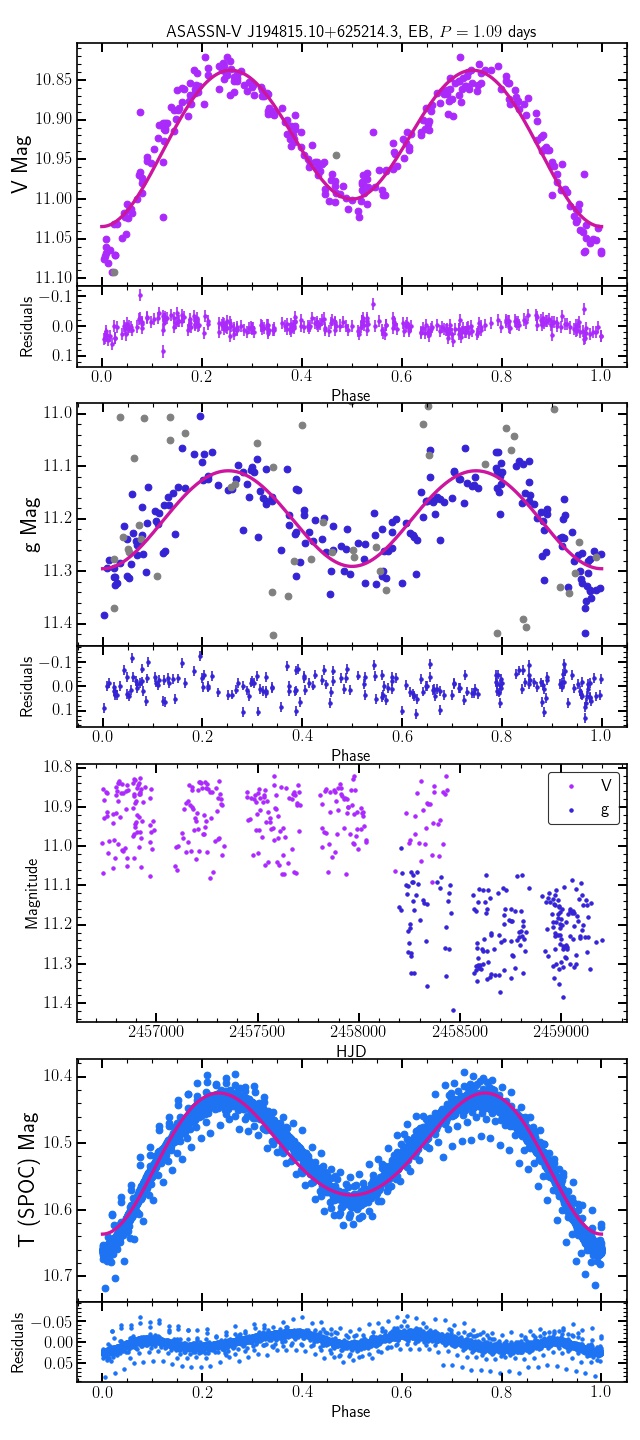 ASASSN-V J194815.10+625214.3, EB, P = 1.09 days
10.85
10.90
10.95
11.00
11.05
11.10
V Mag
−0.1
0.0
0.1
Residuals
0.0 0.2 0.4 0.6 0.8 1.0
Phase
11.0
11.1
11.2
11.3
11.4
g Mag
−0.1
0.0
0.1
Residuals
0.0 0.2 0.4 0.6 0.8 1.0
Phase
10.8
10.9
11.0
11.1
11.2
11.3
11.4
Magnitude
V
g
2457000 2457500 2458000 2458500 2459000
HJD
10.4
10.5
10.6
10.7
T (SPOC) Mag
−0.05
0.00
0.05
Residuals
0.0 0.2 0.4 0.6 0.8 1.0
Phase